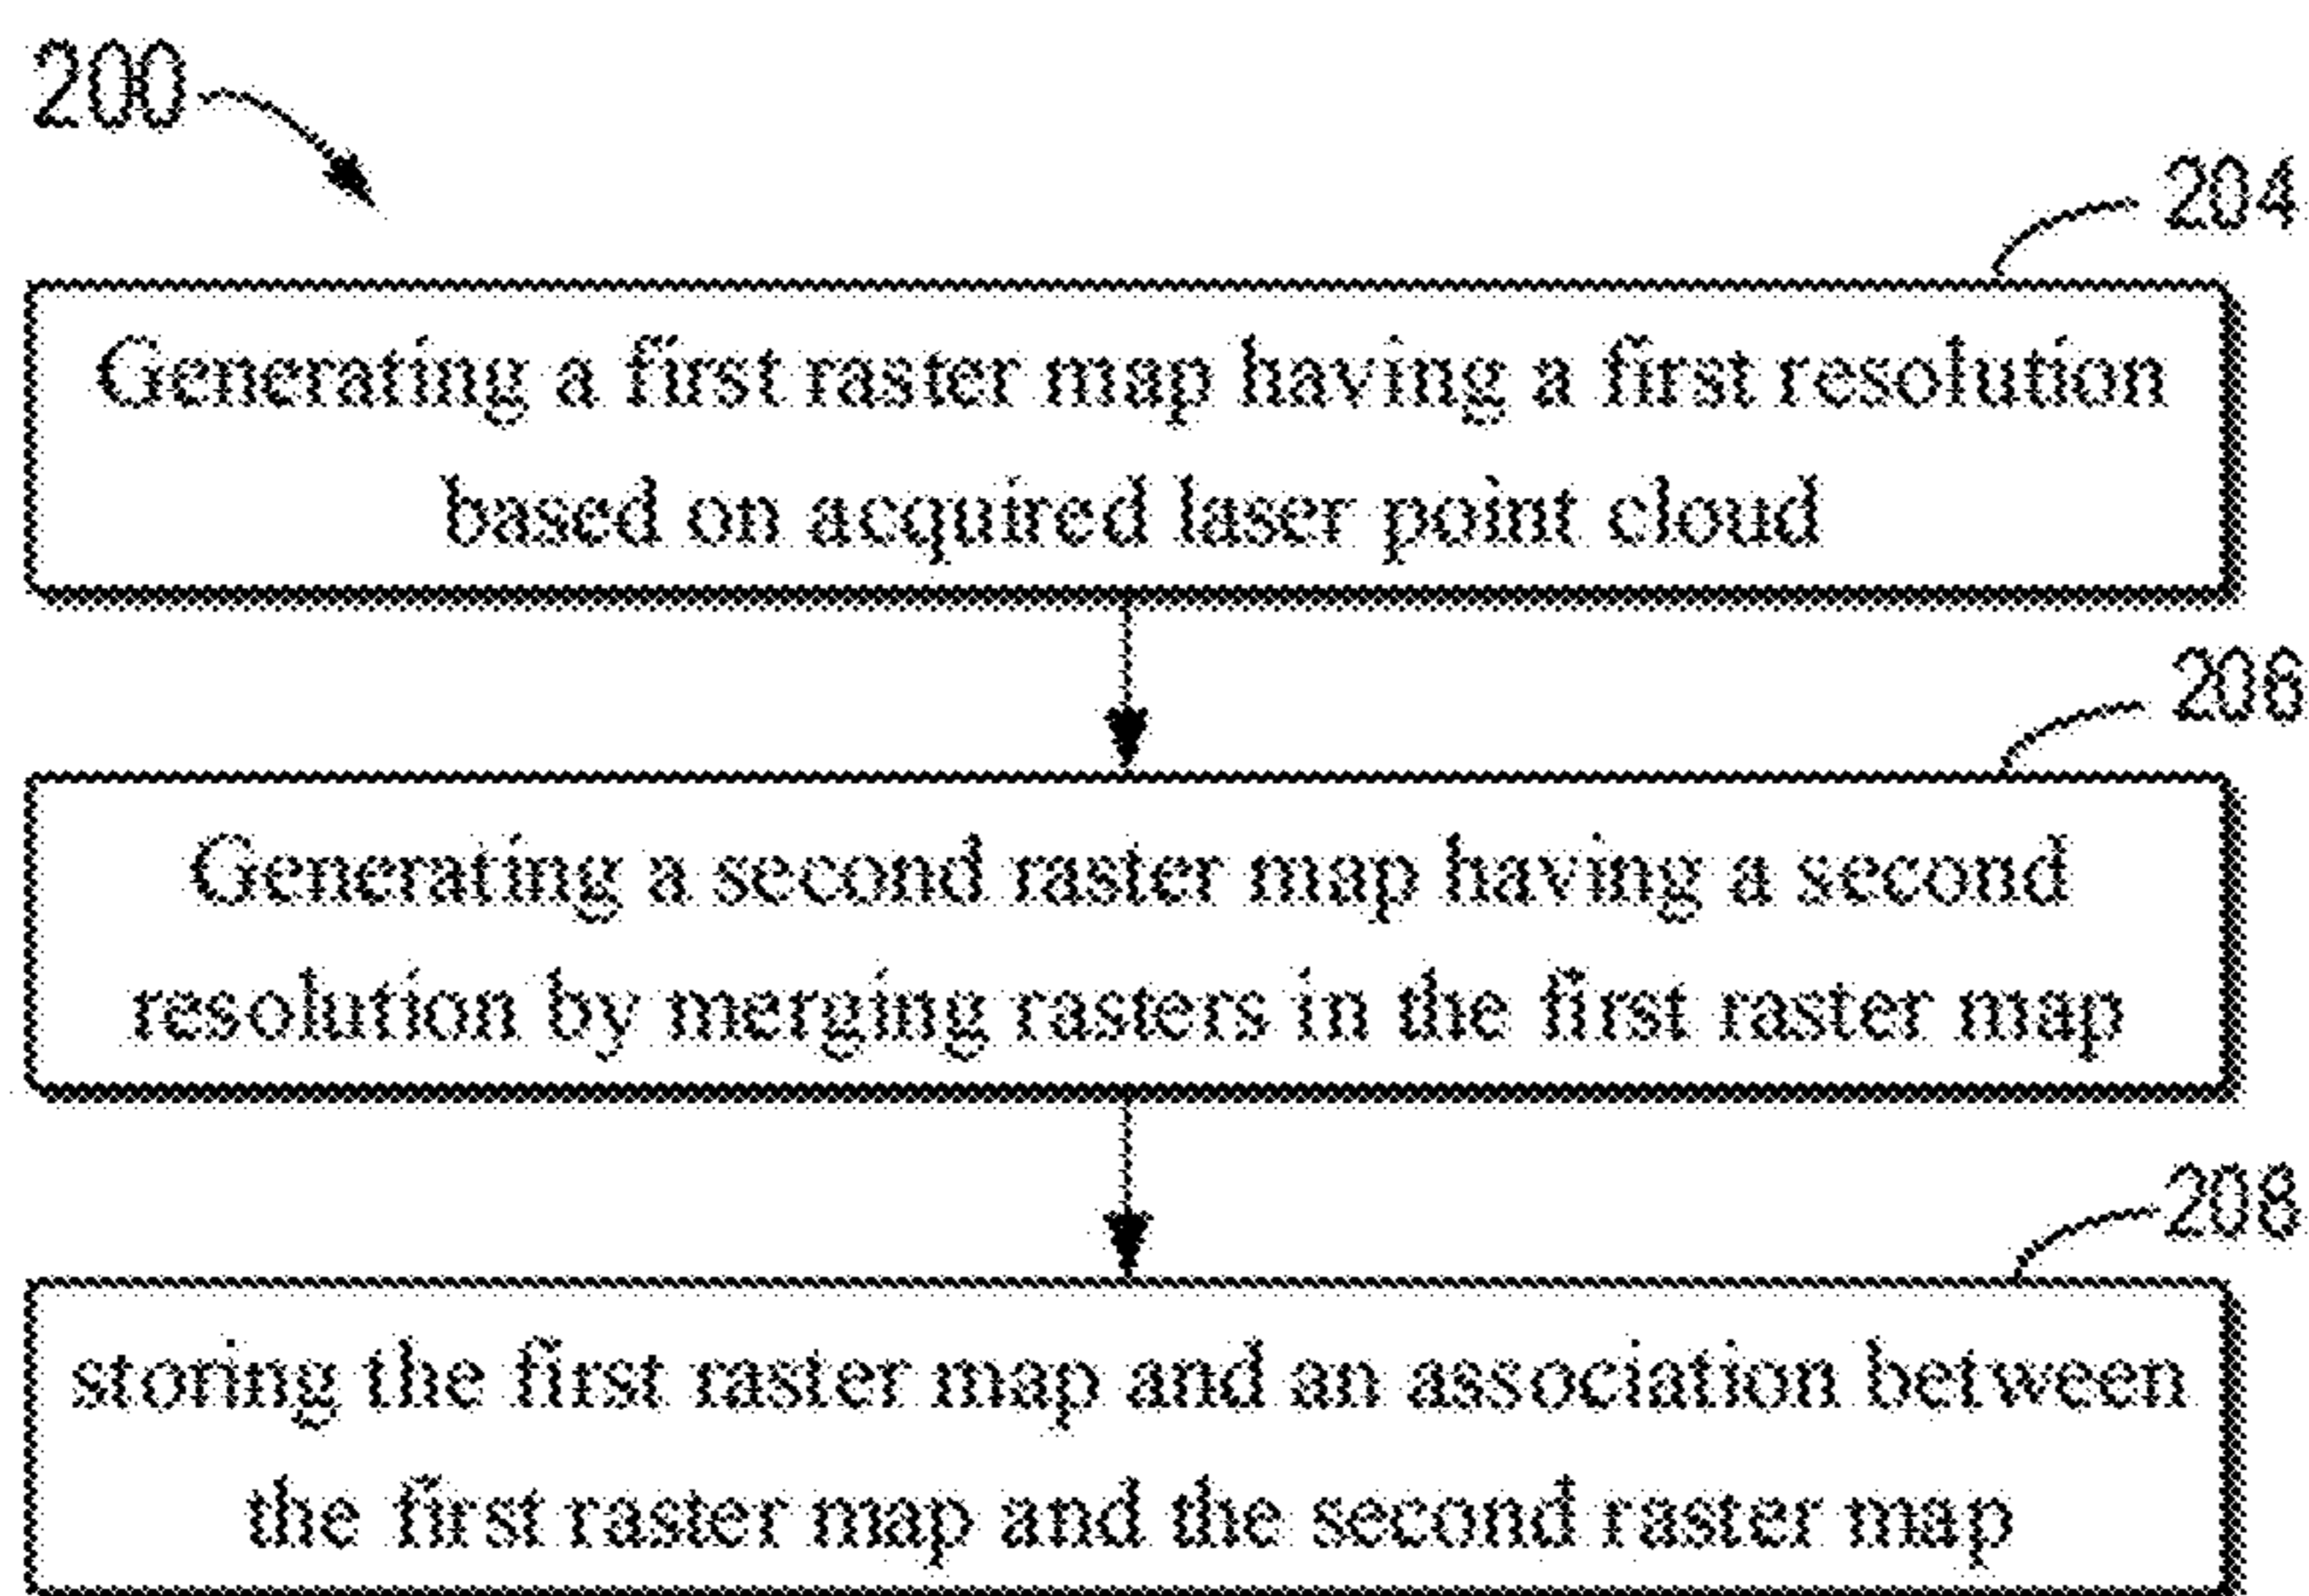 200
204
Generating a first raster map having a first resolution
based on acquired laser point cloud
206
Generating a second raster map having a second
resolution by merging rasters in the first raster map
208
storing the first raster map and an association between
the first raster map and the second raster map